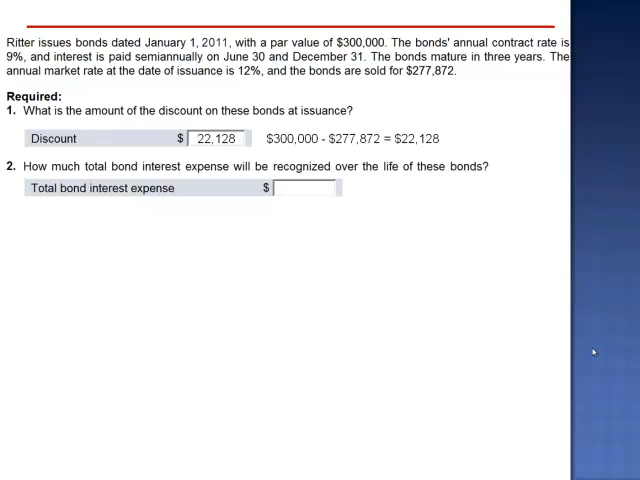 Ritter issues bonds dated January 1, 2011, with a par value of $300,000. The bonds' annual contract rate is
9%, and interest is paid semiannually on June 30 and December 31. The bonds mature in three years. The
annual market rate at the date of issuance is 12%, and the bonds are sold for $277,872.
Required:
1. What is the amount of the discount on these bonds at issuance?
Discount $ 22,128 $300,000 - $277,872 = $22,128
2. How much total bond interest expense will be recognized over the life of these bonds?
Total bond interest expense $